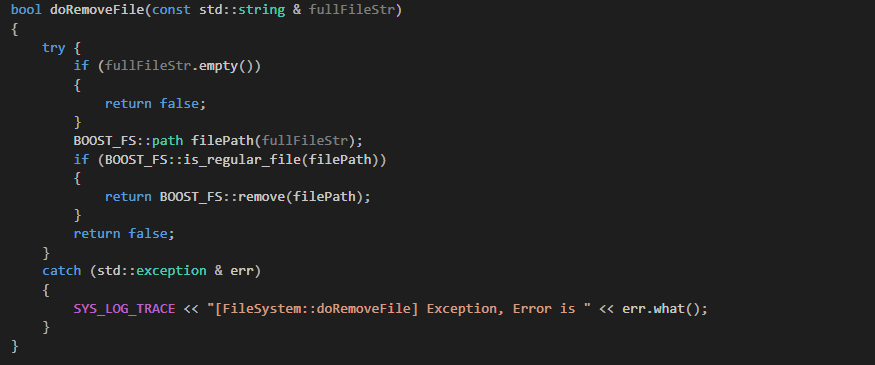 bool doRemoveFile(const std::string & fullFileStr)
{
    try {
        if (fullFileStr.empty())
        {
            return false;
        }
        BOOST_FS::path filePath(fullFileStr);
        if (BOOST_FS::is_regular_file(filePath))
        {
            return BOOST_FS::remove(filePath);
        }
        return false;
    }
    catch (std::exception & err)
    {
        SYS_LOG_TRACE << "[FileSystem::doRemoveFile] Exception, Error is " << err.what();
    }
}